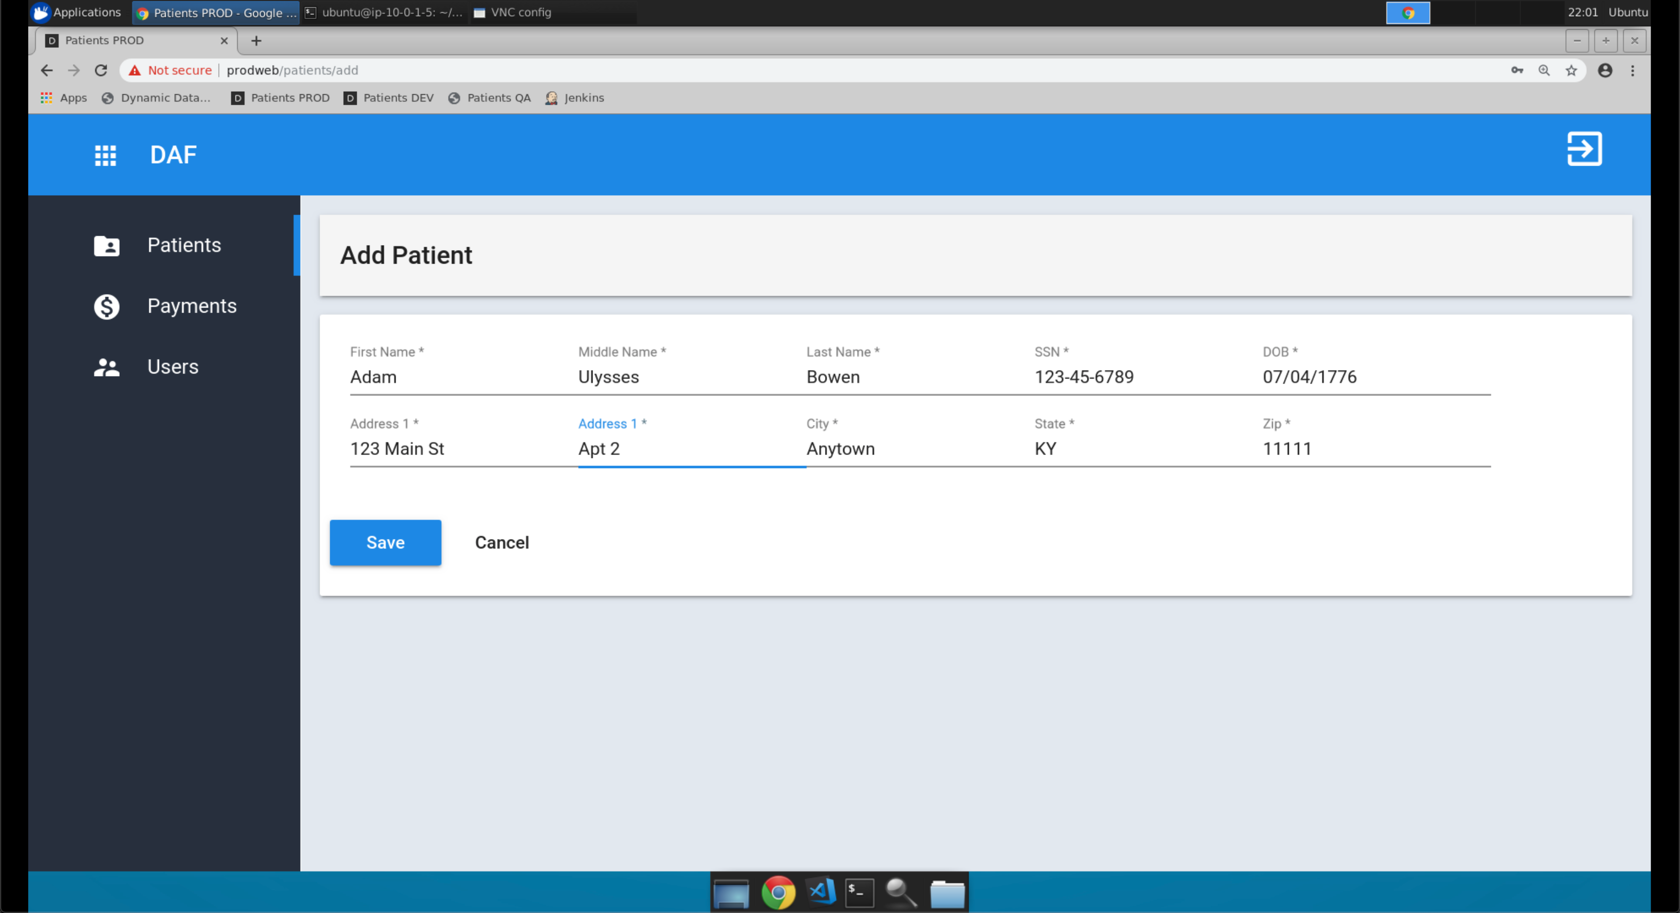 Applications Patients PROD - Google ... ubuntu@ip-10-0-1-5: ~/... VNC config 22:01 Ubuntu
D Patients PROD
Not secure prodweb/patients/add
Apps Dynamic Data... D Patients PROD D Patients DEV Patients QA Jenkins
DAF
Patients
Payments
Users
Add Patient
First Name * Middle Name * Last Name * SSN * DOB *
Adam Ulysses Bowen 123-45-6789 07/04/1776
Address 1 * Address 1 * City * State * Zip *
123 Main St Apt 2 Anytown KY 11111
Save Cancel
$_